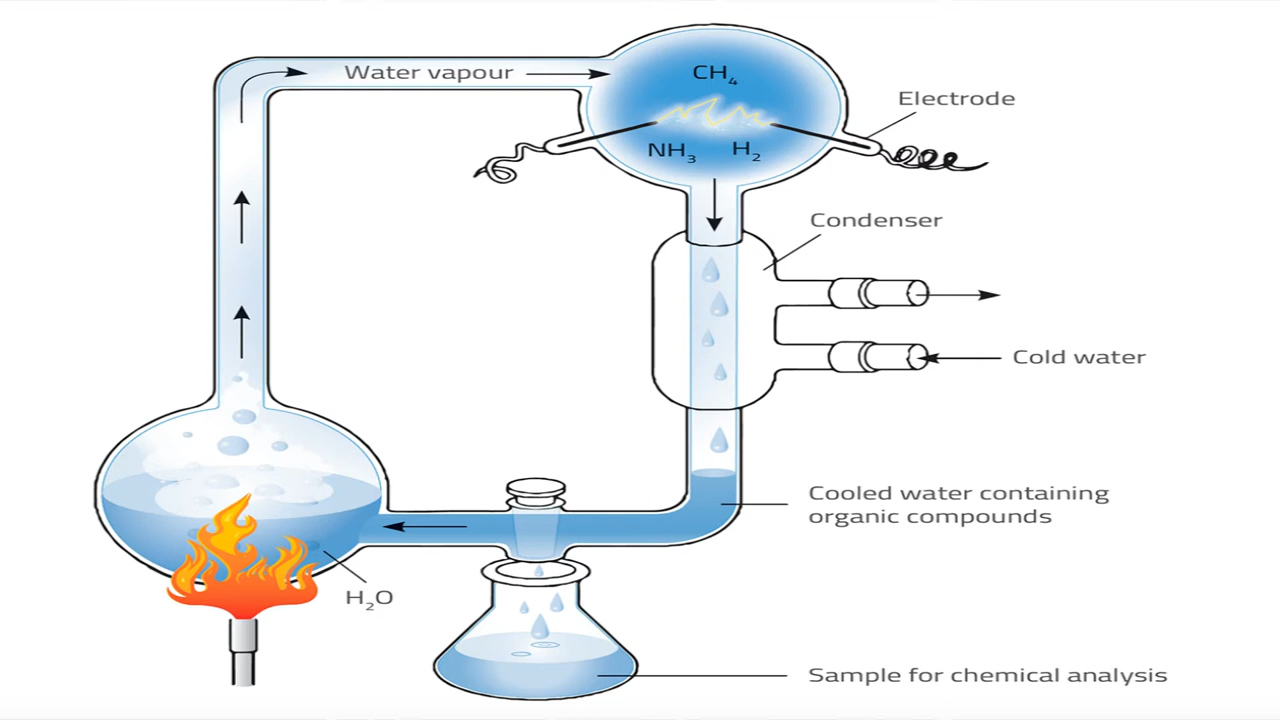 Water vapour
CH₄
Electrode
NH₃
H₂
Condenser
Cold water
Cooled water containing
organic compounds
H₂O
Sample for chemical analysis